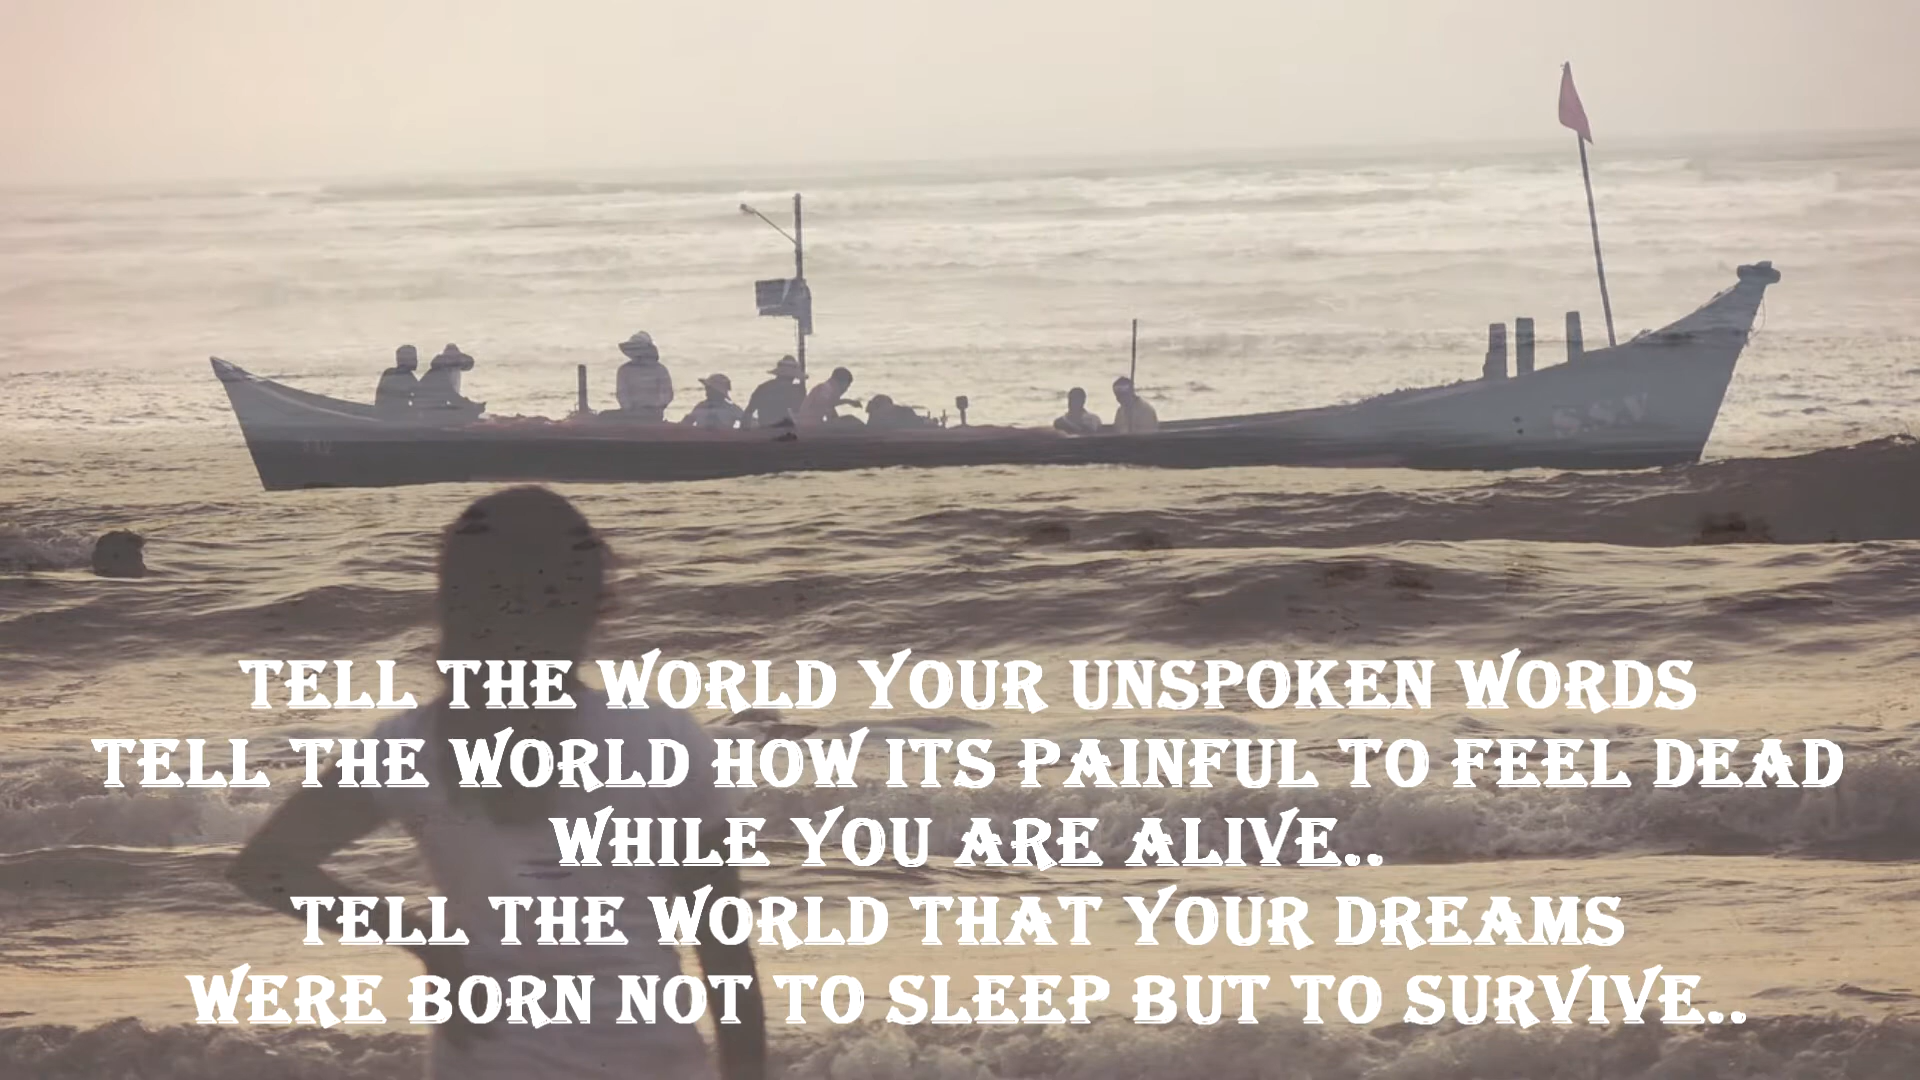 TELL THE WORLD YOUR UNSPOKEN WORDS
TELL THE WORLD HOW ITS PAINFUL TO FEEL DEAD
WHILE YOU ARE ALIVE..
TELL THE WORLD THAT YOUR DREAMS
WERE BORN NOT TO SLEEP BUT TO SURVIVE..